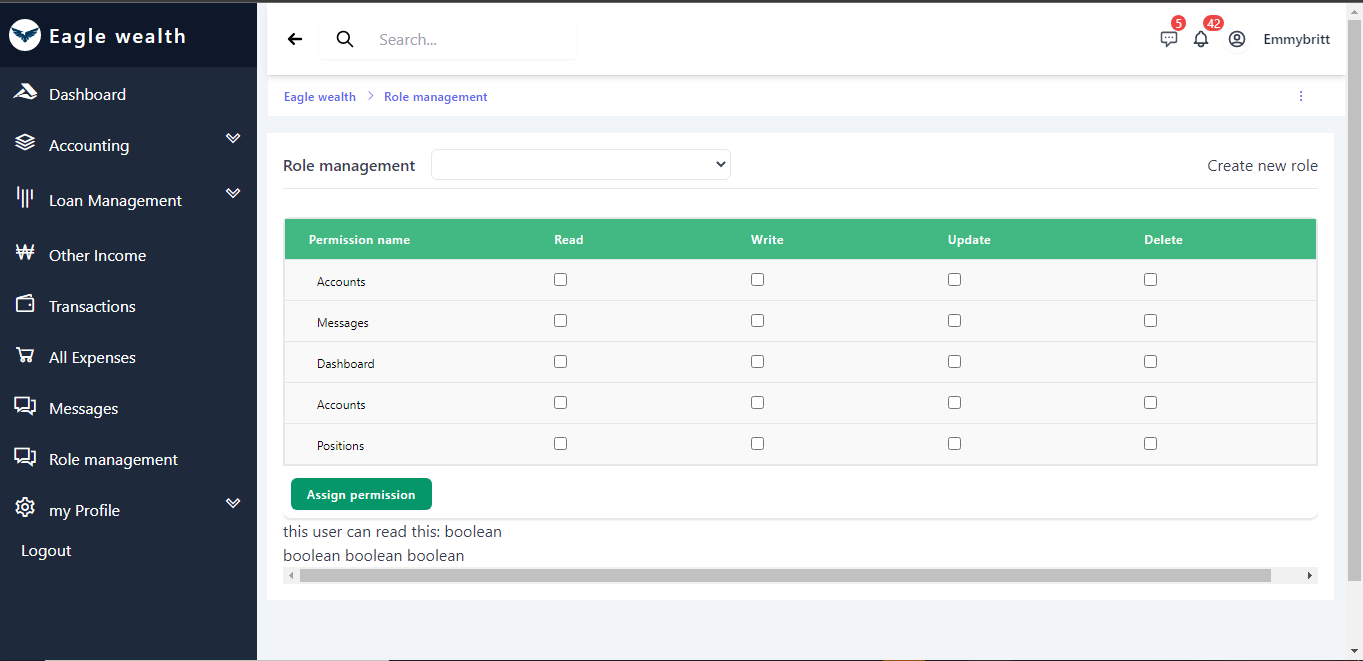 Eagle wealth
Search...
5
42
Emmybritt
Dashboard
Accounting
Loan Management
Other Income
Transactions
All Expenses
Messages
Role management
my Profile
Logout
Eagle wealth > Role management
Role management
Create new role
Permission name Read Write Update Delete
Accounts
Messages
Dashboard
Accounts
Positions
Assign permission
this user can read this: boolean
boolean boolean boolean